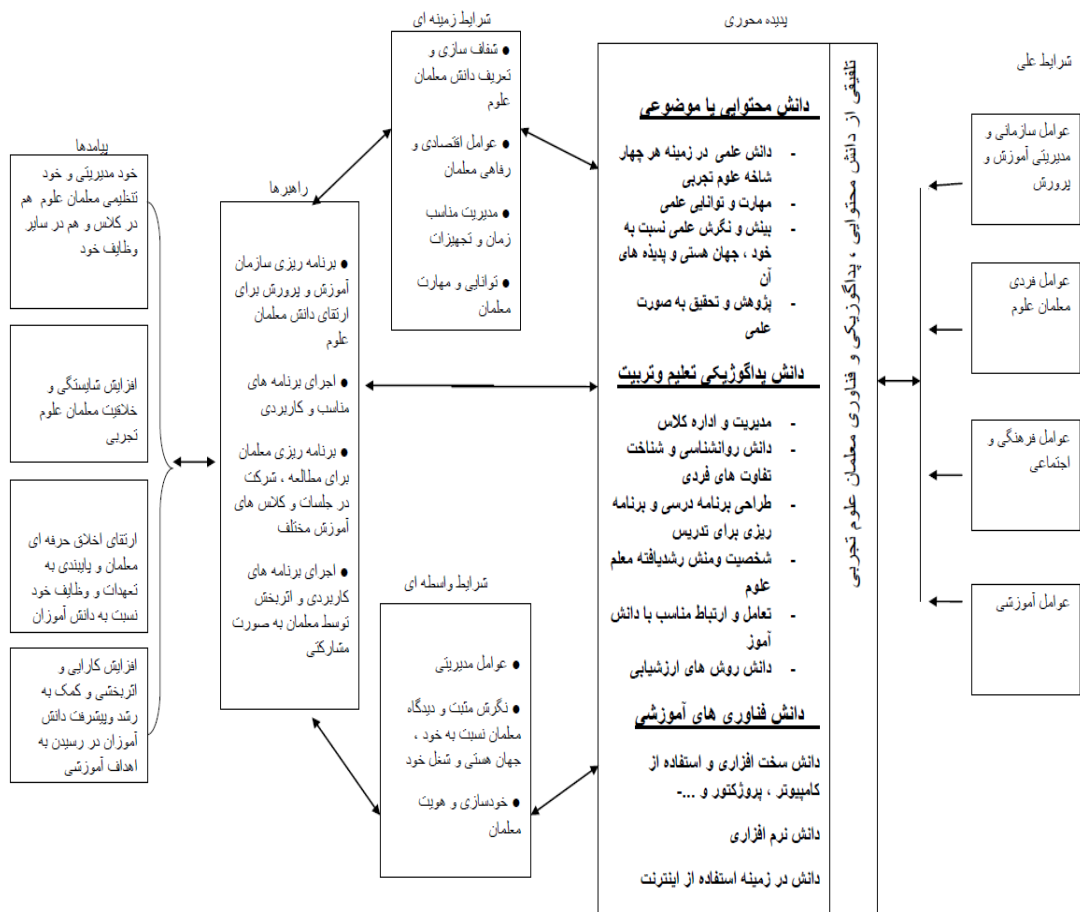 شرایط علی
عوامل سازمانی و
مدیریتی آموزش و
پرورش
عوامل فردی
معلمان علوم
عوامل فرهنگی و
اجتماعی
عوامل آموزشی
پدیده محوری
تلفیقی از دانش محتوایی ، پداگوژیکی و فناوری معلمان علوم تجربی
دانش محتوایی یا موضوعی
- دانش علمی در زمینه هر چهار
شاخه علوم تجربی
- مهارت و توانایی علمی
- بینش و نگرش علمی نسبت به
خود ، جهان هستی و پدیده های
آن
- پژوهش و تحقیق به صورت
علمی
دانش پداگوژیکی تعلیم وتربیت
- مدیریت و اداره کلاس
- دانش روانشناسی و شناخت
تفاوت های فردی
- طراحی برنامه درسی و برنامه
ریزی برای تدریس
- شخصیت ومنش رشدیافته معلم
علوم
- تعامل و ارتباط مناسب با دانش
آموز
- دانش روش های ارزشیابی
دانش فناوری های آموزشی
دانش سخت افزاری و استفاده از
کامپیوتر ، پروژکتور و ...-
دانش نرم افزاری
دانش در زمینه استفاده از اینترنت
شرایط زمینه ای
● شفاف سازی و
تعریف دانش معلمان
علوم
● عوامل اقتصادی و
رفاهی معلمان
● مدیریت مناسب
زمان و تجهیزات
● توانایی و مهارت
معلمان
شرایط واسطه ای
● عوامل مدیریتی
● نگرش مثبت و دیدگاه
معلمان نسبت به خود ،
جهان هستی و شغل خود
● خودسازی و هویت
معلمان
راهبرها
● برنامه ریزی سازمان
آموزش و پرورش برای
ارتقای دانش معلمان
علوم
● اجرای برنامه های
مناسب و کاربردی
● برنامه ریزی معلمان
برای مطالعه ، شرکت
در جلسات و کلاس های
آموزش مختلف
● اجرای برنامه های
کاربردی و اثربخش
توسط معلمان به صورت
مشارکتی
پیامدها
خود مدیریتی و خود
تنظیمی معلمان علوم هم
در کلاس و هم در سایر
وظایف خود
افزایش شایستگی و
خلاقیت معلمان علوم
تجربی
ارتقای اخلاق حرفه ای
معلمان و پایبندی به
تعهدات و وظایف خود
نسبت به دانش آموزان
افزایش کارایی و
اثربخشی و کمک به
رشد وپیشرفت دانش
آموزان در رسیدن به
اهداف آموزشی